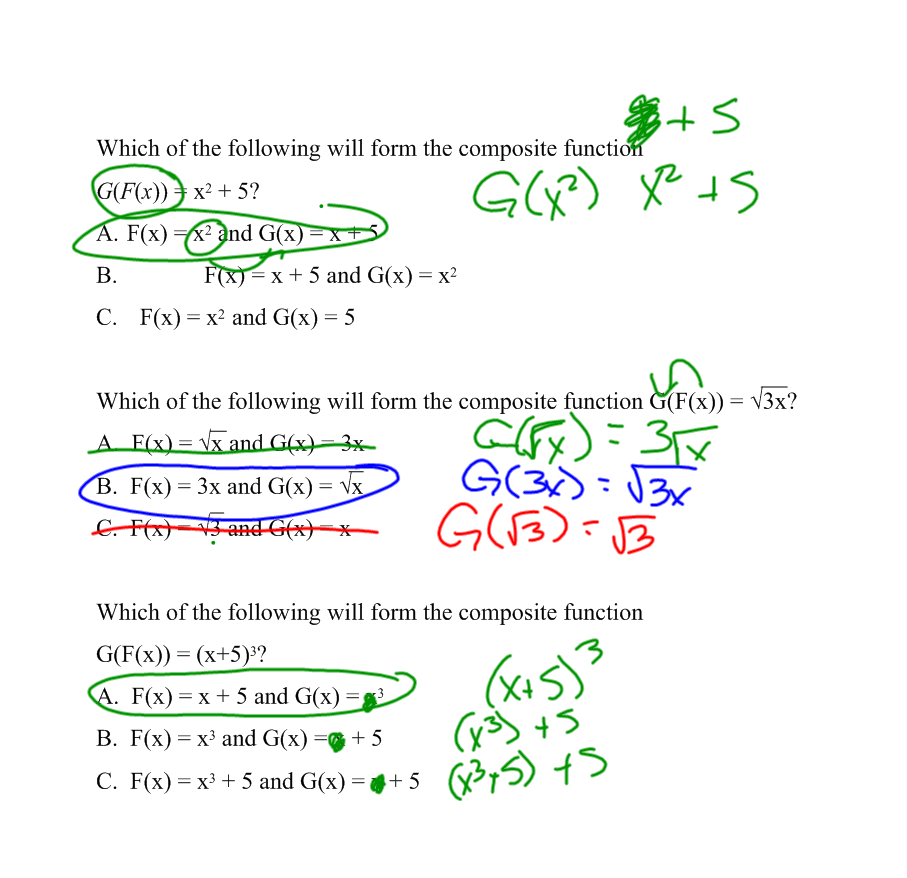 + 5
Which of the following will form the composite function
G(F(x)) = x² + 5?
G(x²) x² + 5
A. F(x) = x² and G(x) = x + 5
B. F(x) = x + 5 and G(x) = x²
C. F(x) = x² and G(x) = 5
Which of the following will form the composite function G(F(x)) = √3x?
A. F(x) = √x and G(x) = 3x
G(√x) = 3√x
B. F(x) = 3x and G(x) = √x
G(3x) = √3x
C. F(x) = √3 and G(x) = x
G(√3) = √3
Which of the following will form the composite function
G(F(x)) = (x+5)³?
A. F(x) = x + 5 and G(x) = ³
(x+5)³
B. F(x) = x³ and G(x) = + 5
(x³) + 5
C. F(x) = x³ + 5 and G(x) = + 5
(x³+5) + 5